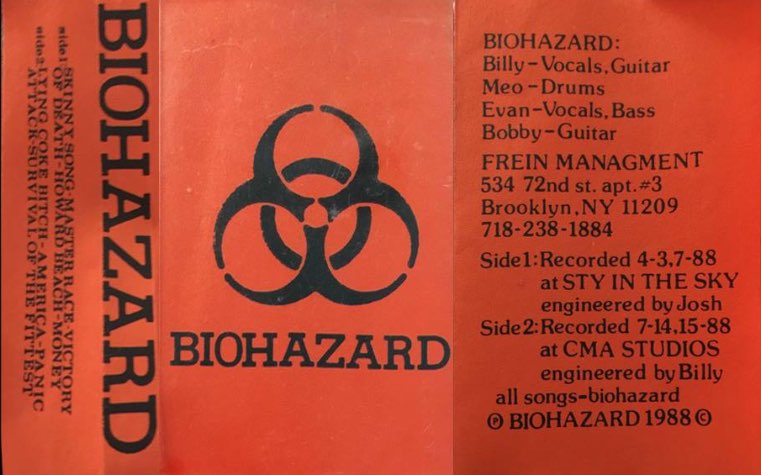 side1:SKINNY SONG-MASTER RACE-VICTORY
OF DEATH-HOWARD BEACH-MONEY
side2:LYING COKE BITCH-AMERICA-PANIC
ATTACK-SURVIVAL OF THE FITTEST
BIOHAZARD
BIOHAZARD
BIOHAZARD:
Billy-Vocals,Guitar
Meo-Drums
Evan-Vocals, Bass
Bobby-Guitar
FREIN MANAGMENT
534 72nd st. apt.#3
Brooklyn,NY 11209
718-238-1884
Side1:Recorded 4-3,7-88
at STY IN THE SKY
engineered by Josh
Side2:Recorded 7-14,15-88
at CMA STUDIOS
engineered by Billy
all songs-biohazard
℗ BIOHAZARD 1988 ©